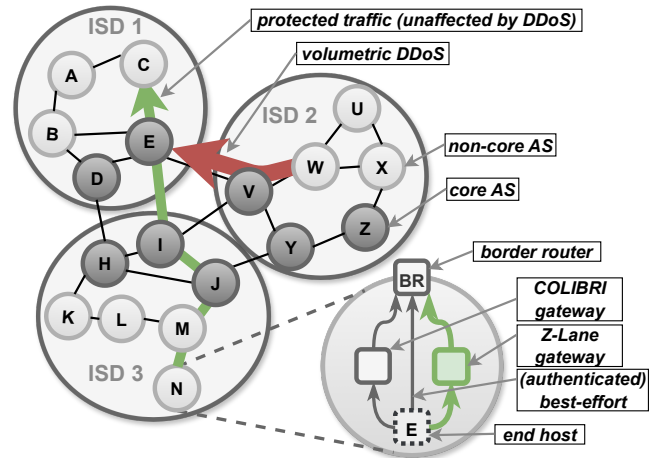 ISD 1
protected traffic (unaffected by DDoS)
volumetric DDoS
A
C
B
E
D
ISD 2
U
W
X
V
Z
Y
non-core AS
core AS
I
H
J
K
L
M
N
ISD 3
border router
BR
COLIBRI
gateway
Z-Lane
gateway
(authenticated)
best-effort
E
end host